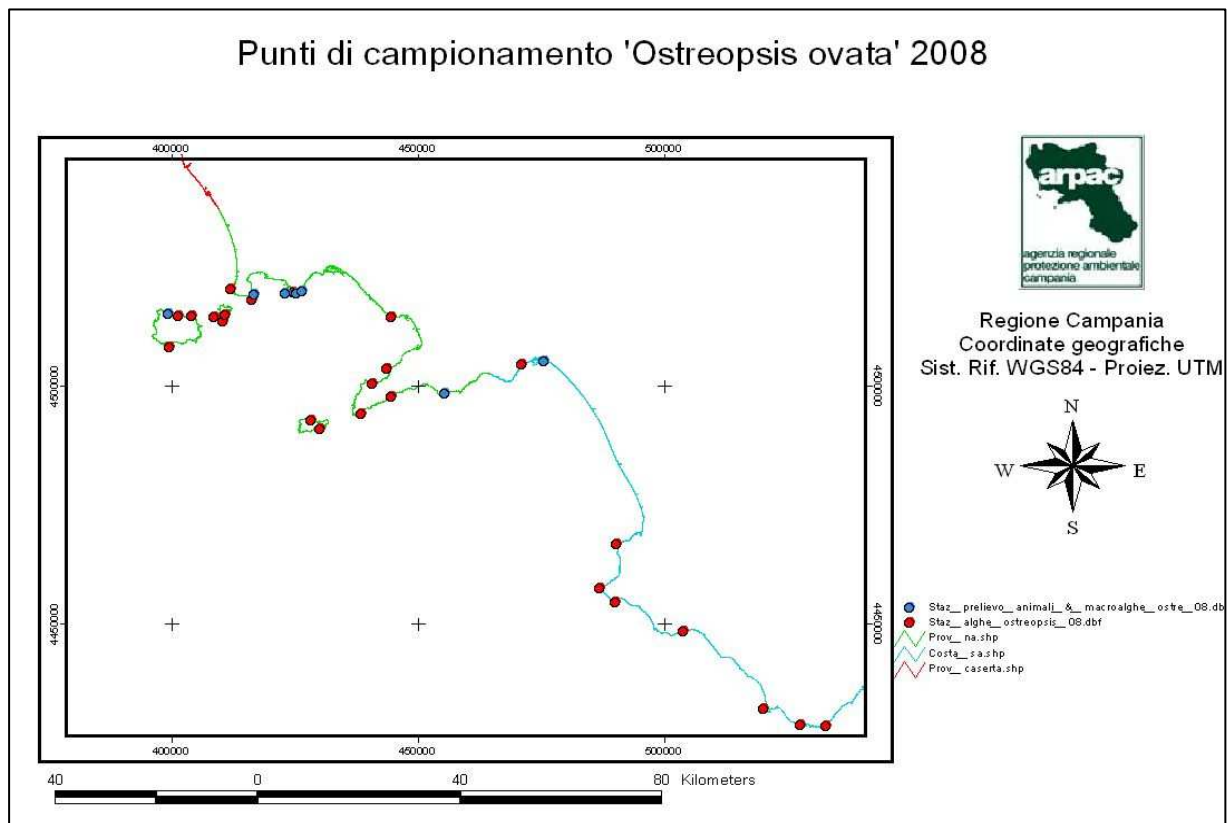 Punti di campionamento 'Ostreopsis ovata' 2008
400000 450000 500000
4500000 4500000
4450000 4450000
400000 450000 500000
40 0 40 80 Kilometers
arpac
agenzia regionale
protezione ambientale
campania
Regione Campania
Coordinate geografiche
Sist. Rif. WGS84 - Proiez. UTM
N
W E
S
Staz__prelievo__animali__&__macroalghe__ostre__08.db
Staz__alghe__ostreopsis__08.dbf
Prov__na.shp
Costa__sa.shp
Prov__caserta.shp